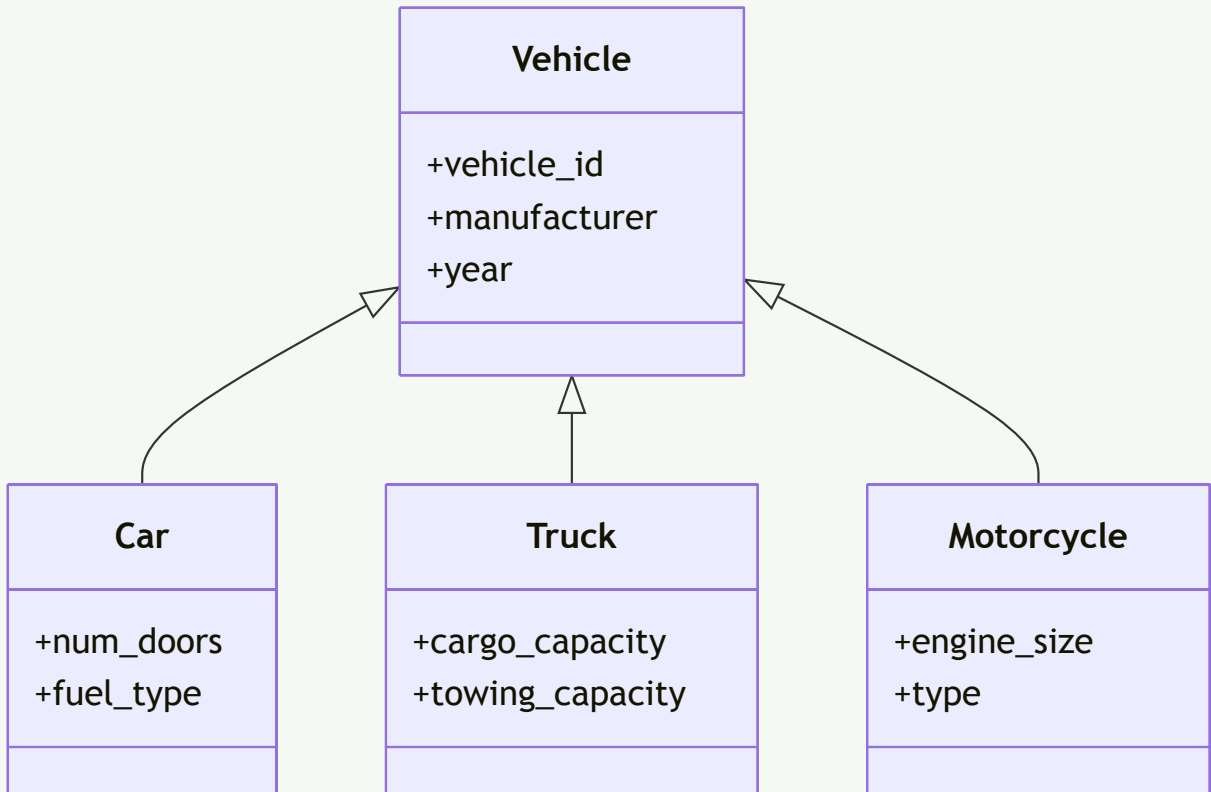 Vehicle
+vehicle_id
+manufacturer
+year
Car
+num_doors
+fuel_type
Truck
+cargo_capacity
+towing_capacity
Motorcycle
+engine_size
+type